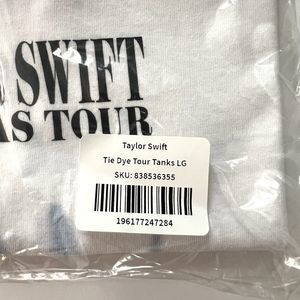 SWIFT
AS TOUR
Taylor Swift
Tie Dye Tour Tanks LG
SKU: 838536355
196177247284